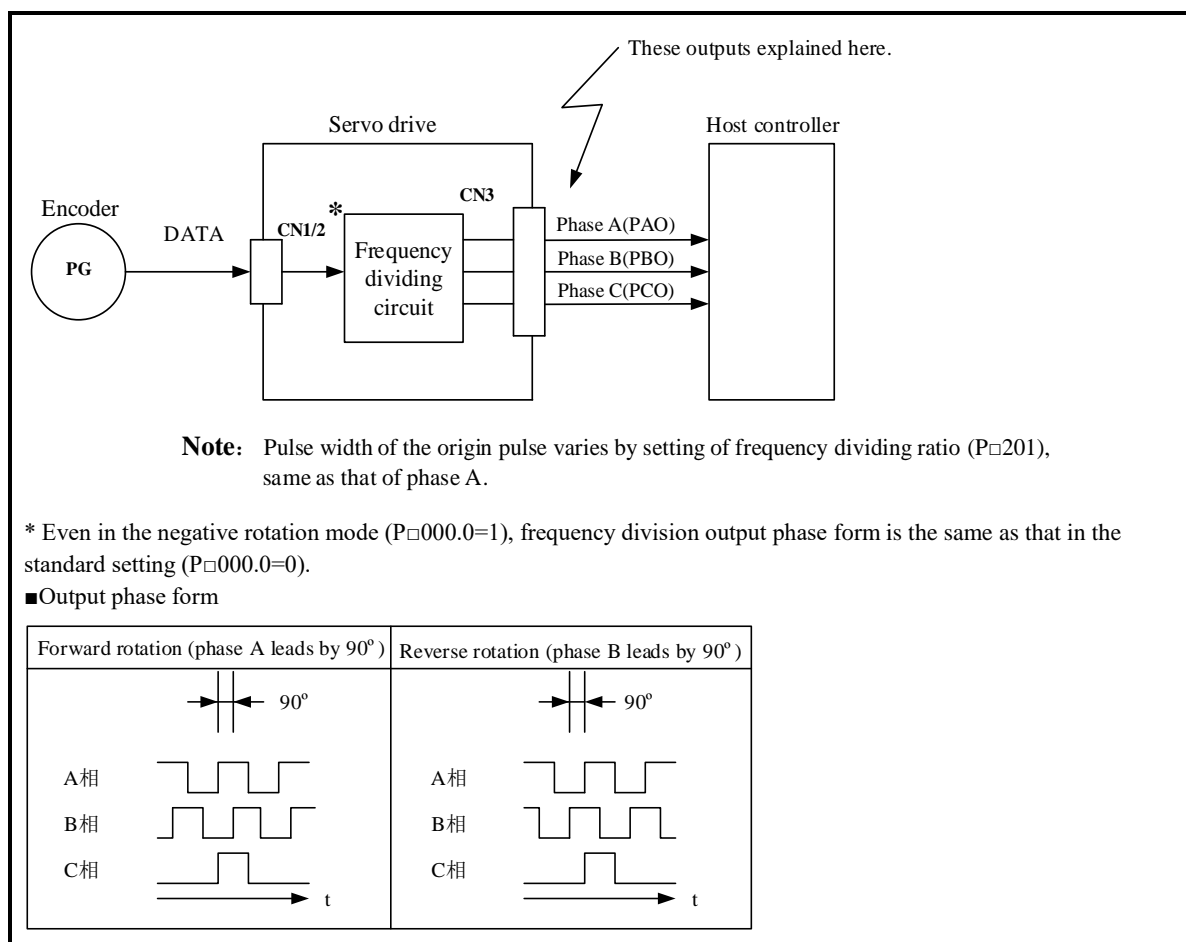 These outputs explained here.
Servo drive
Host controller
Encoder
PG
DATA
CN1/2
*
Frequency
dividing
circuit
CN3
Phase A(PAO)
Phase B(PBO)
Phase C(PCO)
Note： Pulse width of the origin pulse varies by setting of frequency dividing ratio (P□201),
same as that of phase A.
* Even in the negative rotation mode (P□000.0=1), frequency division output phase form is the same as that in the
standard setting (P□000.0=0).
■Output phase form
Forward rotation (phase A leads by 90º)
90º
A相
B相
C相
t
Reverse rotation (phase B leads by 90º)
90º
A相
B相
C相
t